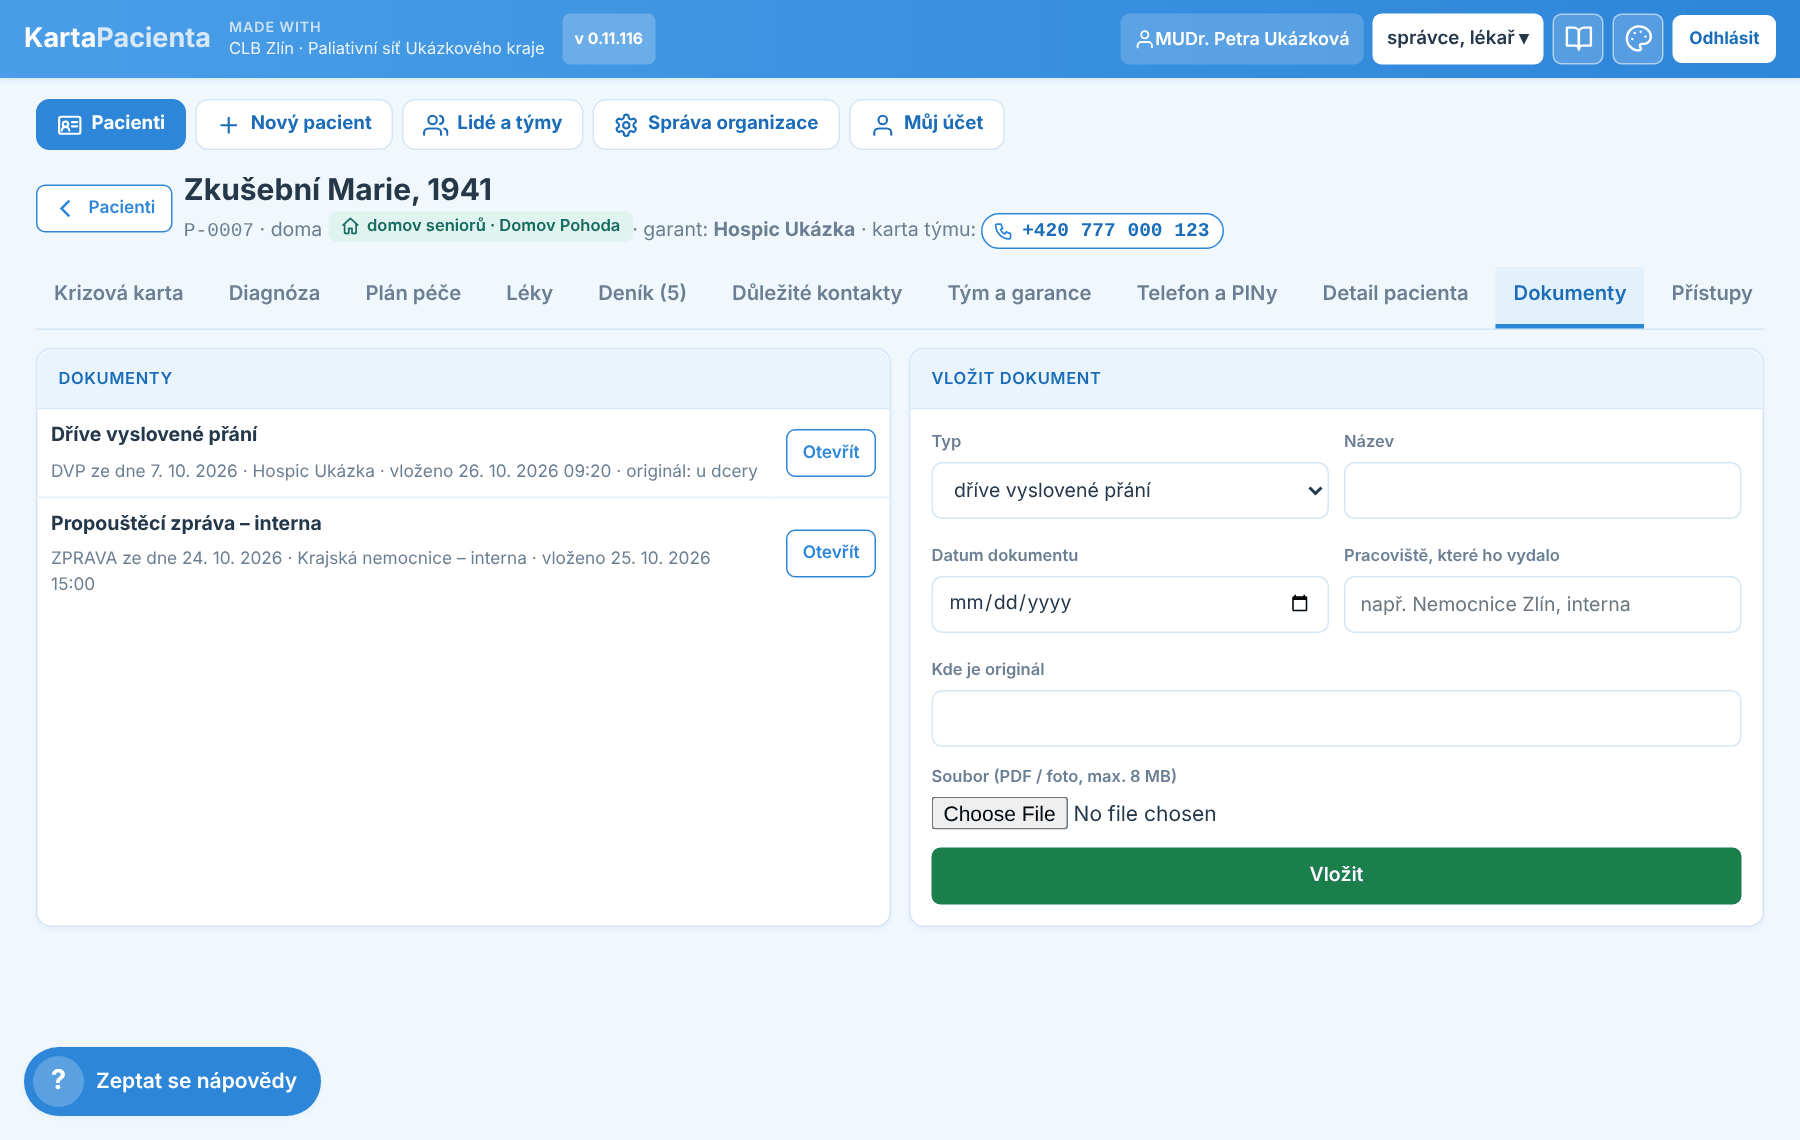 KartaPacienta
MADE WITH
CLB Zlín · Paliativní síť Ukázkového kraje
v 0.11.116
MUDr. Petra Ukázková
správce, lékař ▾
Odhlásit
Pacienti
Nový pacient
Lidé a týmy
Správa organizace
Můj účet
Pacienti
Zkušební Marie, 1941
P-0007 · doma domov seniorů · Domov Pohoda · garant: Hospic Ukázka · karta týmu: +420 777 000 123
Krizová karta
Diagnóza
Plán péče
Léky
Deník (5)
Důležité kontakty
Tým a garance
Telefon a PINy
Detail pacienta
Dokumenty
Přístupy
DOKUMENTY
Dříve vyslovené přání
DVP ze dne 7. 10. 2026 · Hospic Ukázka · vloženo 26. 10. 2026 09:20 · originál: u dcery
Otevřít
Propouštěcí zpráva – interna
ZPRAVA ze dne 24. 10. 2026 · Krajská nemocnice – interna · vloženo 25. 10. 2026
15:00
Otevřít
VLOŽIT DOKUMENT
Typ
Název
dříve vyslovené přání
Datum dokumentu
Pracoviště, které ho vydalo
mm/dd/yyyy
např. Nemocnice Zlín, interna
Kde je originál
Soubor (PDF / foto, max. 8 MB)
Choose File No file chosen
Vložit
? Zeptat se nápovědy